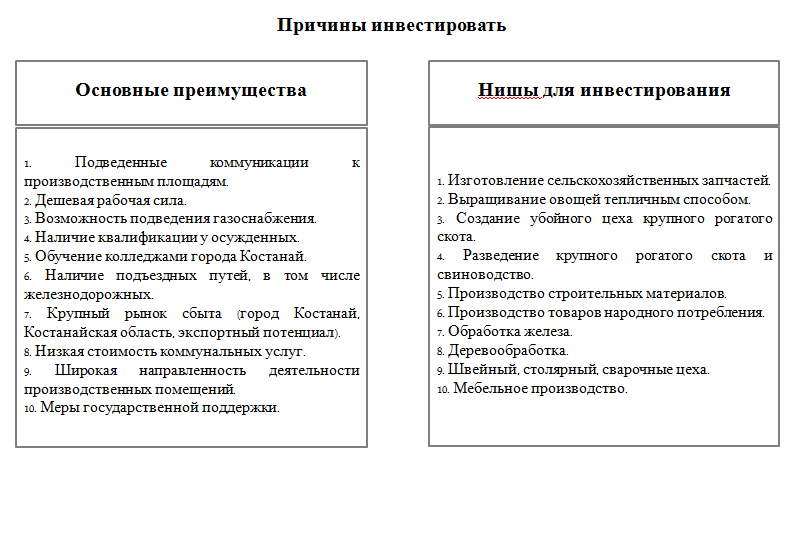 Причины инвестировать
Основные преимущества
1. Подведенные коммуникации к
производственным площадям.
2. Дешевая рабочая сила.
3. Возможность подведения газоснабжения.
4. Наличие квалификации у осужденных.
5. Обучение колледжами города Костанай.
6. Наличие подъездных путей, в том числе
железнодорожных.
7. Крупный рынок сбыта (город Костанай,
Костанайская область, экспортный потенциал).
8. Низкая стоимость коммунальных услуг.
9. Широкая направленность деятельности
производственных помещений.
10. Меры государственной поддержки.
Нишы для инвестирования
1. Изготовление сельскохозяйственных запчастей.
2. Выращивание овощей тепличным способом.
3. Создание убойного цеха крупного рогатого
скота.
4. Разведение крупного рогатого скота и
свиноводство.
5. Производство строительных материалов.
6. Производство товаров народного потребления.
7. Обработка железа.
8. Деревообработка.
9. Швейный, столярный, сварочные цеха.
10. Мебельное производство.